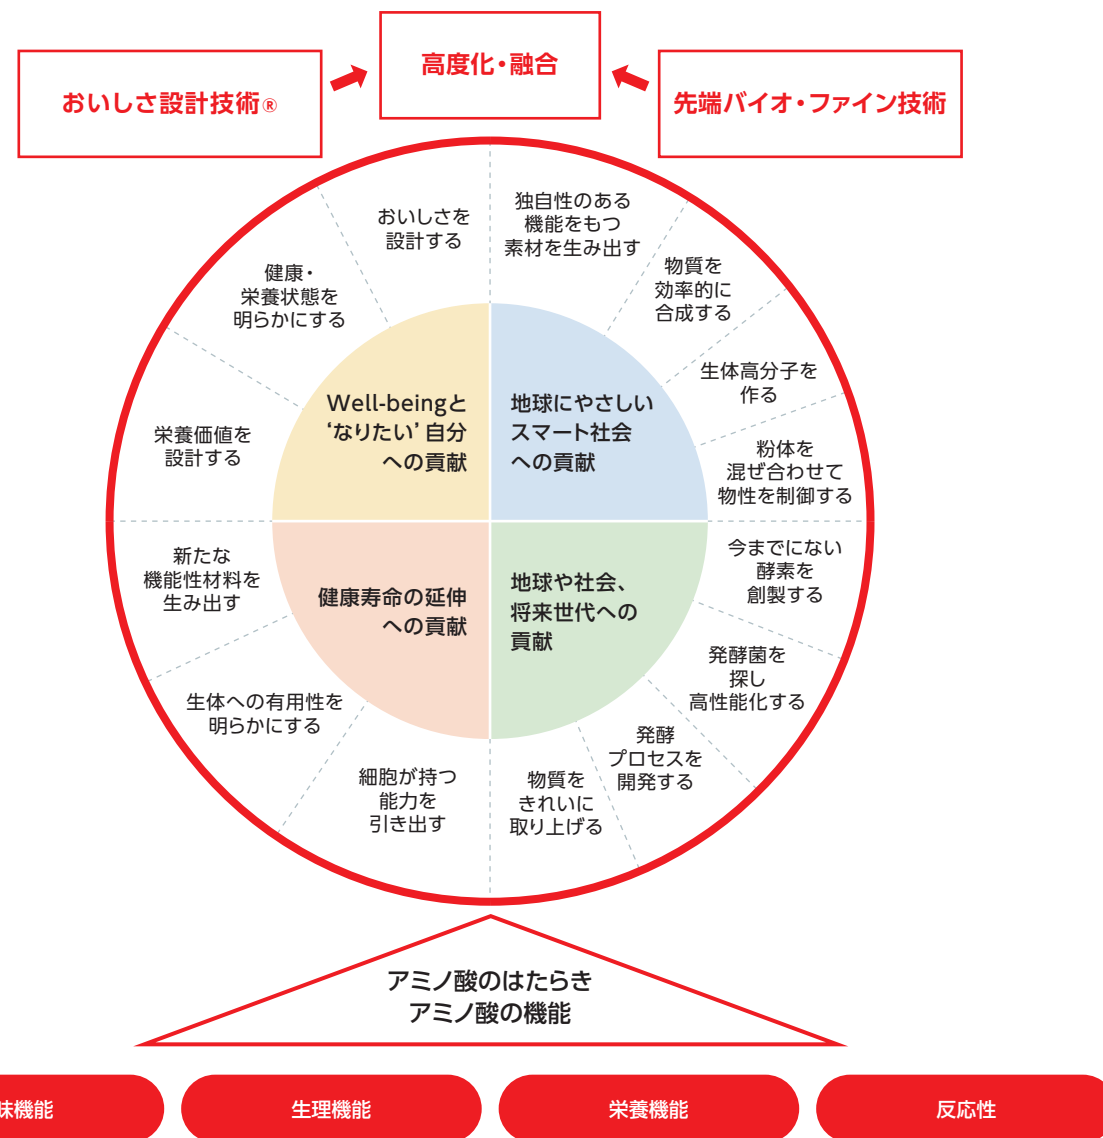 高度化・融合
おいしさ設計技術®
先端バイオ・ファイン技術
おいしさを
設計する
独自性のある
機能をもつ
素材を生み出す
健康・
栄養状態を
明らかにする
物質を
効率的に
合成する
生体高分子を
作る
栄養価値を
設計する
粉体を
混ぜ合わせて
物性を制御する
Well-beingと
‘なりたい’自分
への貢献
地球にやさしい
スマート社会
への貢献
健康寿命の延伸
への貢献
地球や社会、
将来世代への
貢献
新たな
機能性材料を
生み出す
今までにない
酵素を
創製する
生体への有用性を
明らかにする
発酵菌を
探し
高性能化する
細胞が持つ
能力を
引き出す
物質を
きれいに
取り上げる
発酵
プロセスを
開発する
アミノ酸のはたらき
アミノ酸の機能
味機能
生理機能
栄養機能
反応性